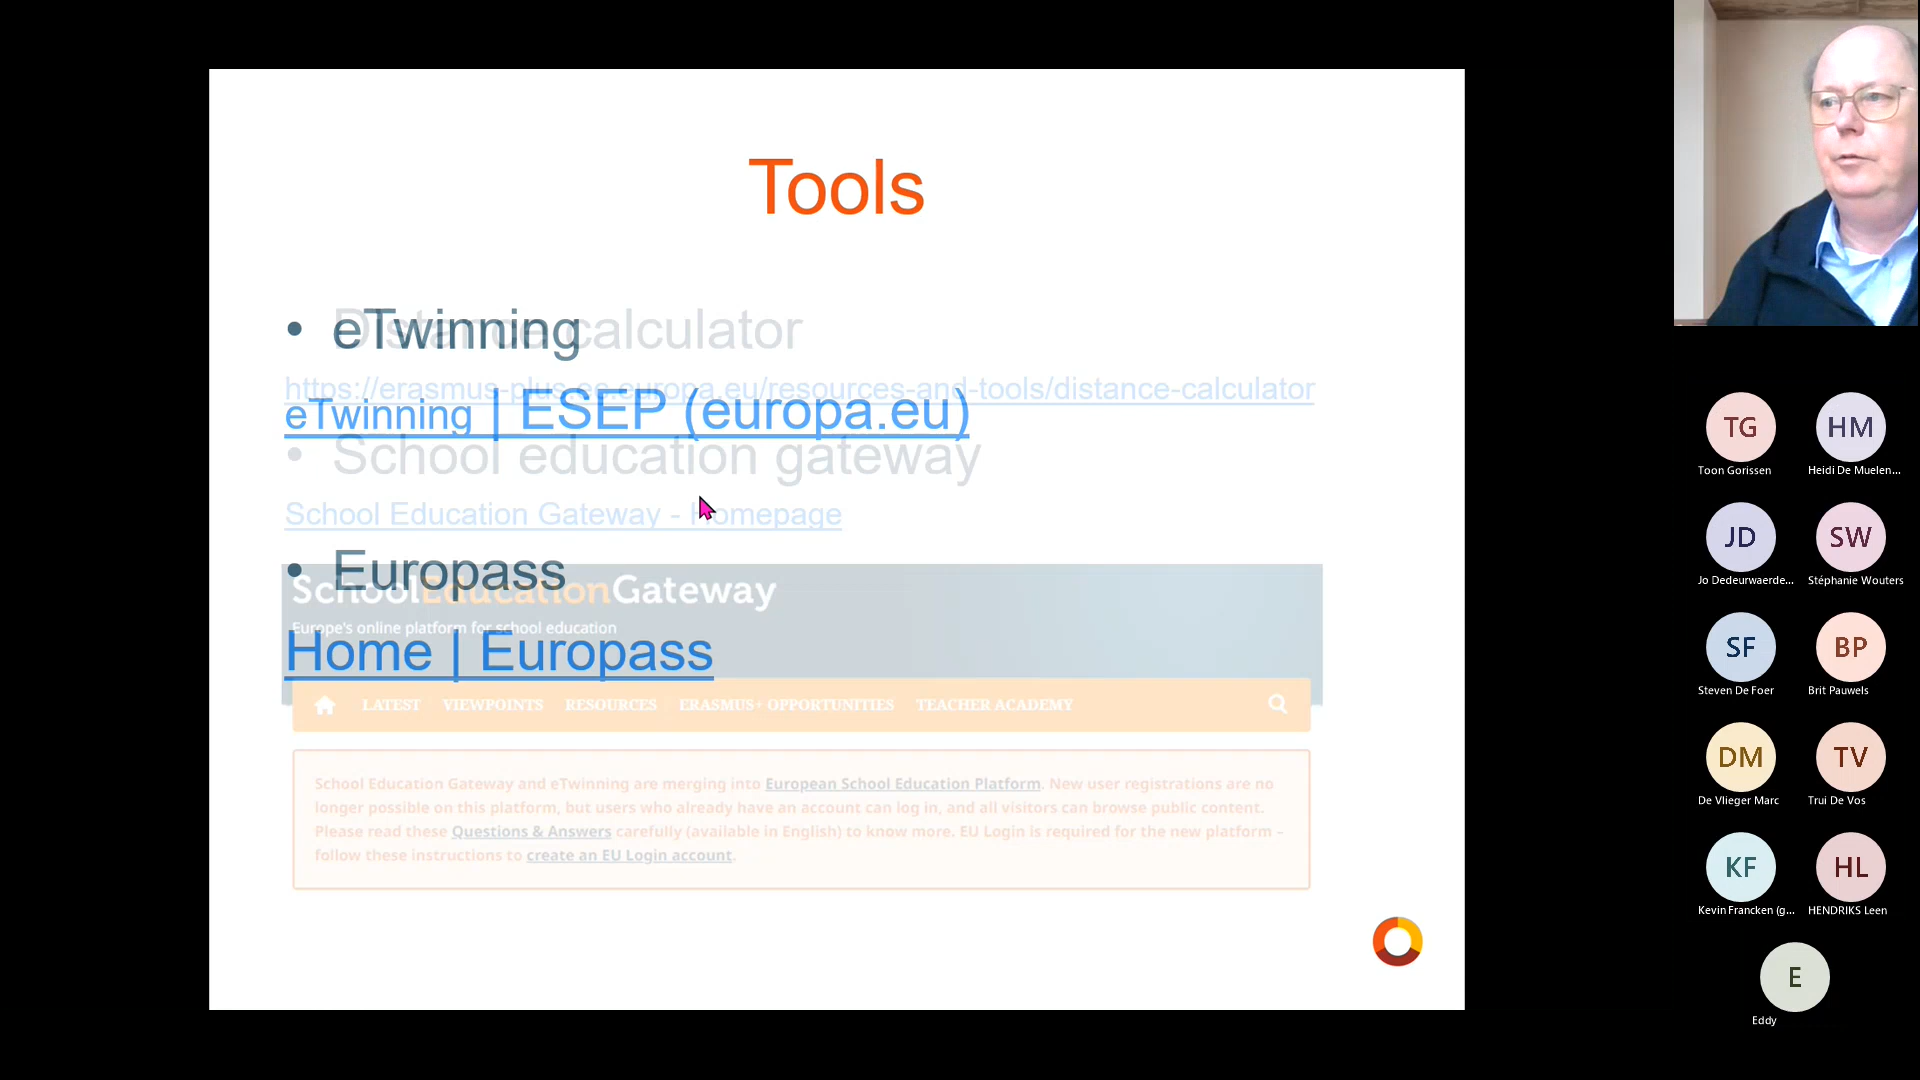 Tools
• eTwinning
Distance calculator
https://erasmus-plus.ec.europa.eu/resources-and-tools/distance-calculator
eTwinning | ESEP (europa.eu)
• School education gateway
School Education Gateway - Homepage
• Europass
SchoolEducationGateway
Europe's online platform for school education
Home | Europass
LATEST VIEWPOINTS RESOURCES ERASMUS+ OPPORTUNITIES TEACHER ACADEMY
School Education Gateway and eTwinning are merging into European School Education Platform. New user registrations are no
longer possible on this platform, but users who already have an account can log in, and all visitors can browse public content.
Please read these Questions & Answers carefully (available in English) to know more. EU Login is required for the new platform –
follow these instructions to create an EU Login account.
TG HM
Toon Gorissen Heidi De Muelen...
JD SW
Jo Dedeurwaerde... Stéphanie Wouters
SF BP
Steven De Foer Brit Pauwels
DM TV
De Vlieger Marc Trui De Vos
KF HL
Kevin Francken (g... HENDRIKS Leen
E
Eddy